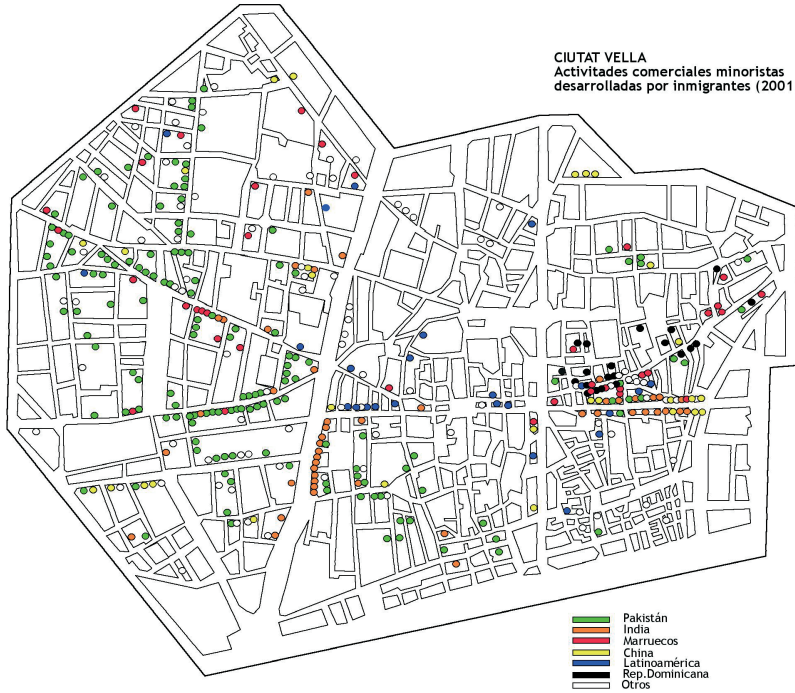 CIUTAT VELLA
Activitades comerciales minoristas
desarrolladas por inmigrantes (2001
Pakistán
India
Marruecos
China
Latinoamérica
Rep.Dominicana
Otros